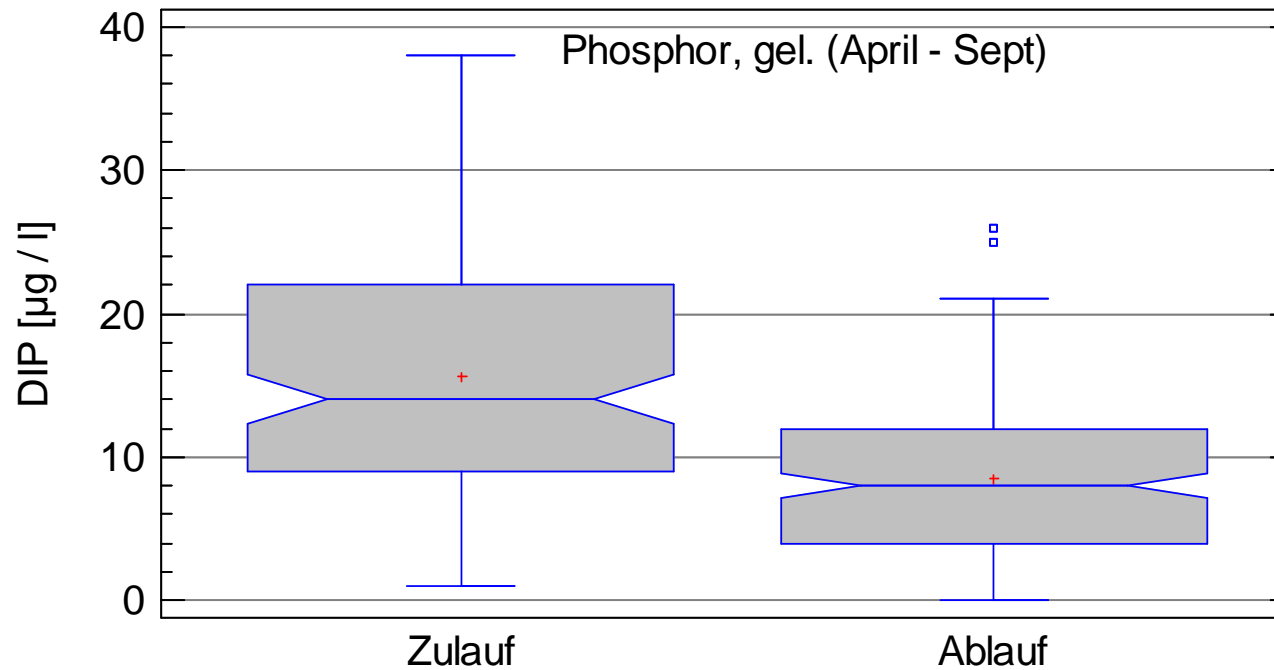 Phosphor, gel. (April - Sept)
DIP [µg / l]
40
30
20
10
0
Zulauf
Ablauf